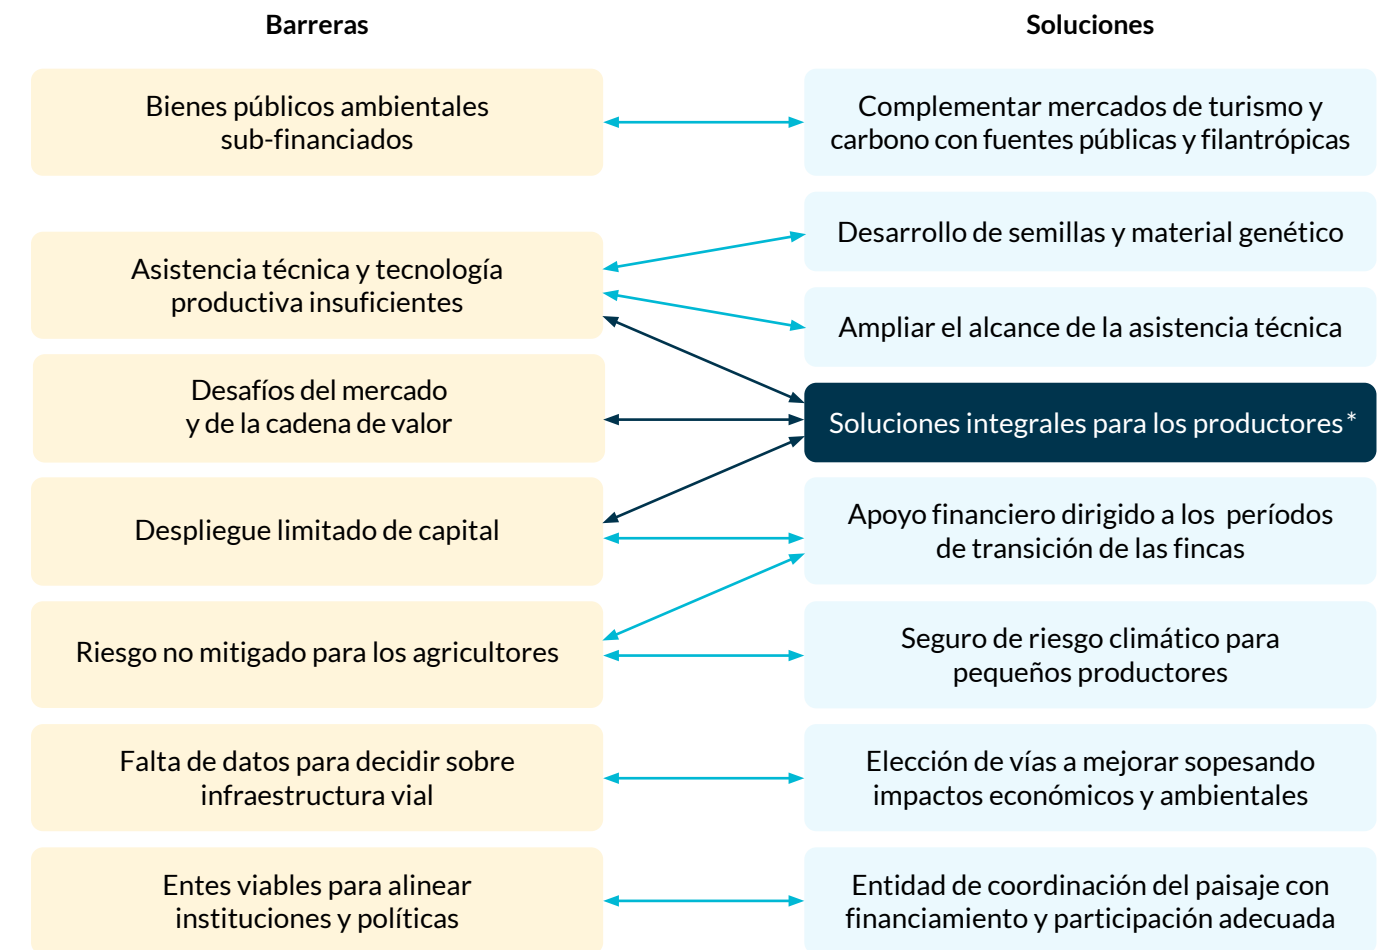 Barreras
Soluciones
Bienes públicos ambientales
sub-financiados
Complementar mercados de turismo y
carbono con fuentes públicas y filantrópicas
Asistencia técnica y tecnología
productiva insuficientes
Desarrollo de semillas y material genético
Ampliar el alcance de la asistencia técnica
Desafíos del mercado
y de la cadena de valor
Soluciones integrales para los productores*
Despliegue limitado de capital
Apoyo financiero dirigido a los períodos
de transición de las fincas
Riesgo no mitigado para los agricultores
Seguro de riesgo climático para
pequeños productores
Falta de datos para decidir sobre
infraestructura vial
Elección de vías a mejorar sopesando
impactos económicos y ambientales
Entes viables para alinear
instituciones y políticas
Entidad de coordinación del paisaje con
financiamiento y participación adecuada